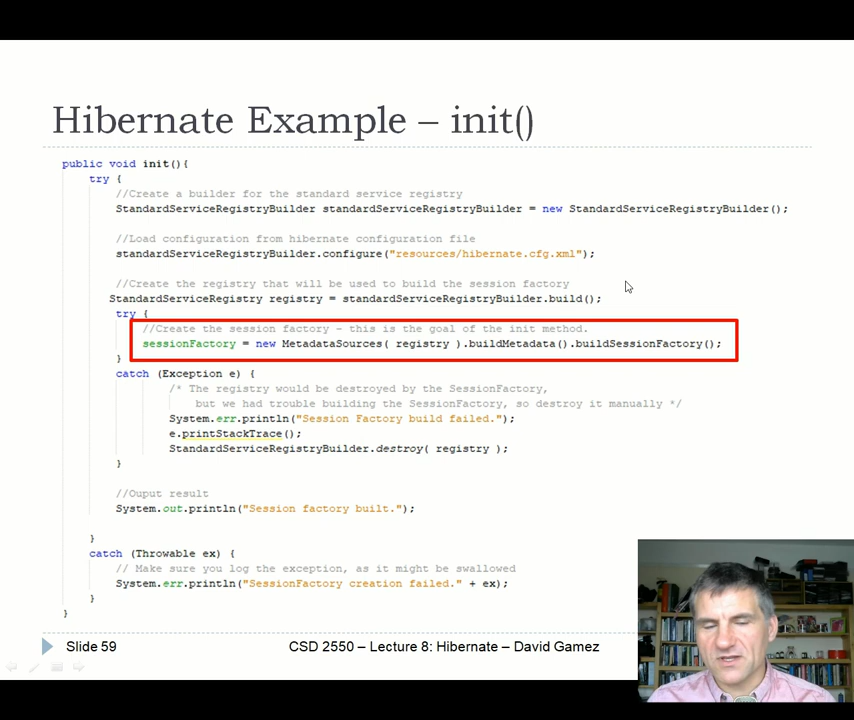 Hibernate Example – init()
public void init(){
try {
//Create a builder for the standard service registry
StandardServiceRegistryBuilder standardServiceRegistryBuilder = new StandardServiceRegistryBuilder();
//Load configuration from hibernate configuration file
standardServiceRegistryBuilder.configure("resources/hibernate.cfg.xml");
//Create the registry that will be used to build the session factory
StandardServiceRegistry registry = standardServiceRegistryBuilder.build();
try {
//Create the session factory - this is the goal of the init method.
sessionFactory = new MetadataSources( registry ).buildMetadata().buildSessionFactory();
}
catch (Exception e) {
/* The registry would be destroyed by the SessionFactory,
but we had trouble building the SessionFactory, so destroy it manually */
System.err.println("Session Factory build failed.");
e.printStackTrace();
StandardServiceRegistryBuilder.destroy( registry );
}
//Ouput result
System.out.println("Session factory built.");
}
catch (Throwable ex) {
// Make sure you log the exception, as it might be swallowed
System.err.println("SessionFactory creation failed." + ex);
}
}
Slide 59
CSD 2550 – Lecture 8: Hibernate – David Gamez